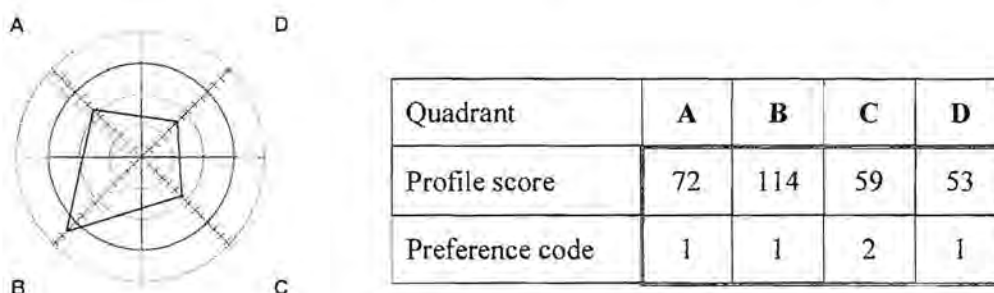 A D
B C
Quadrant A B C D
Profile score 72 114 59 53
Preference code 1 1 2 1